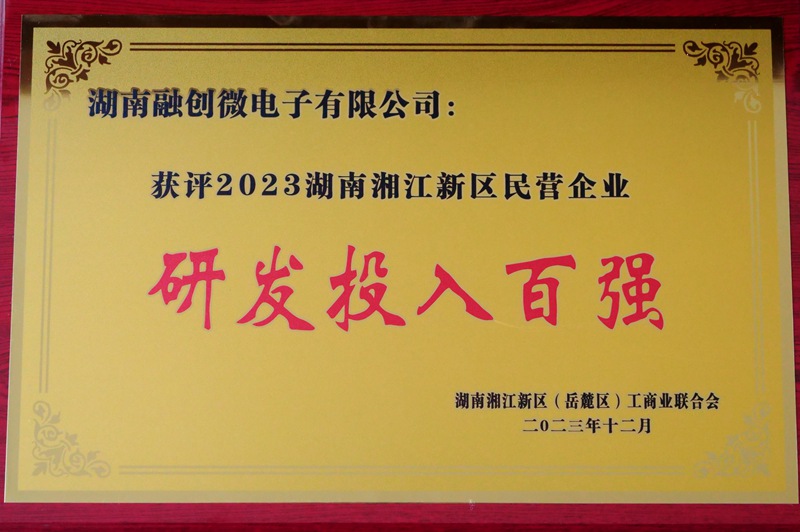 湖南融创微电子有限公司：
获评2023湖南湘江新区民营企业
研发投入百强
湖南湘江新区（岳麓区）工商业联合会
二0二三年十二月